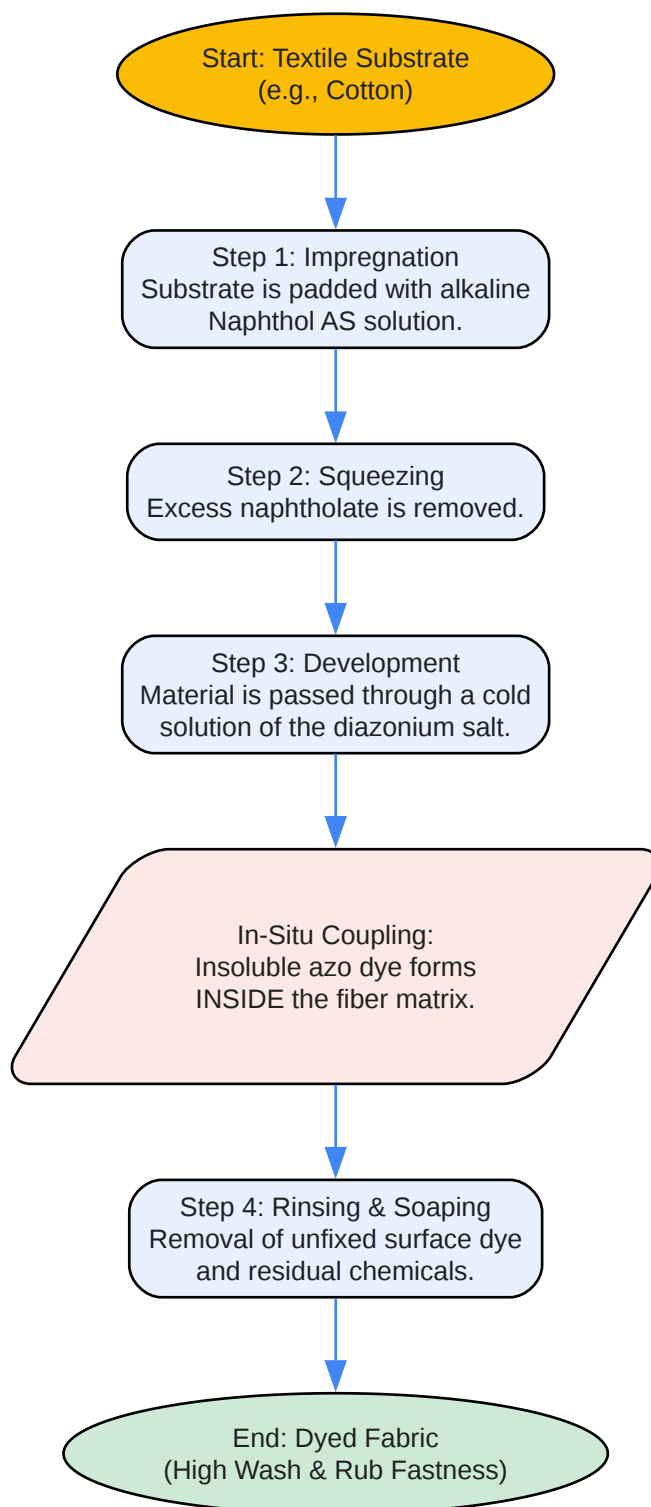 Start: Textile Substrate
(e.g., Cotton)
Step 1: Impregnation
Substrate is padded with alkaline
Naphthol AS solution.
Step 2: Squeezing
Excess naphtholate is removed.
Step 3: Development
Material is passed through a cold
solution of the diazonium salt.
In-Situ Coupling:
Insoluble azo dye forms
INSIDE the fiber matrix.
Step 4: Rinsing & Soaping
Removal of unfixed surface dye
and residual chemicals.
End: Dyed Fabric
(High Wash & Rub Fastness)